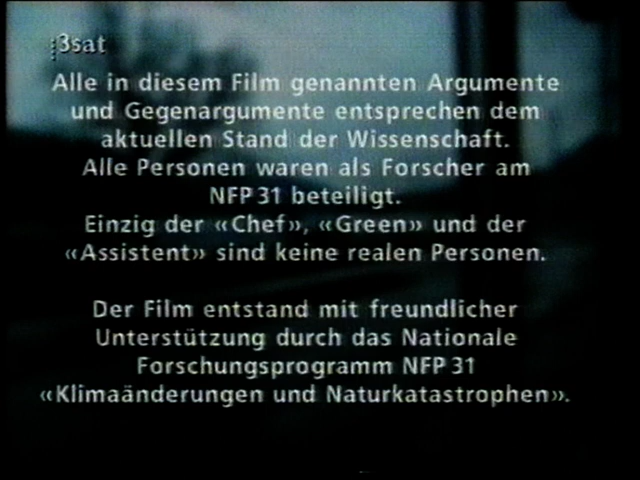 3sat
Alle in diesem Film genannten Argumente
und Gegenargumente entsprechen dem
aktuellen Stand der Wissenschaft.
Alle Personen waren als Forscher am
NFP 31 beteiligt.
Einzig der «Chef», «Green» und der
«Assistent» sind keine realen Personen.
Der Film entstand mit freundlicher
Unterstützung durch das Nationale
Forschungsprogramm NFP 31
«Klimaänderungen und Naturkatastrophen».